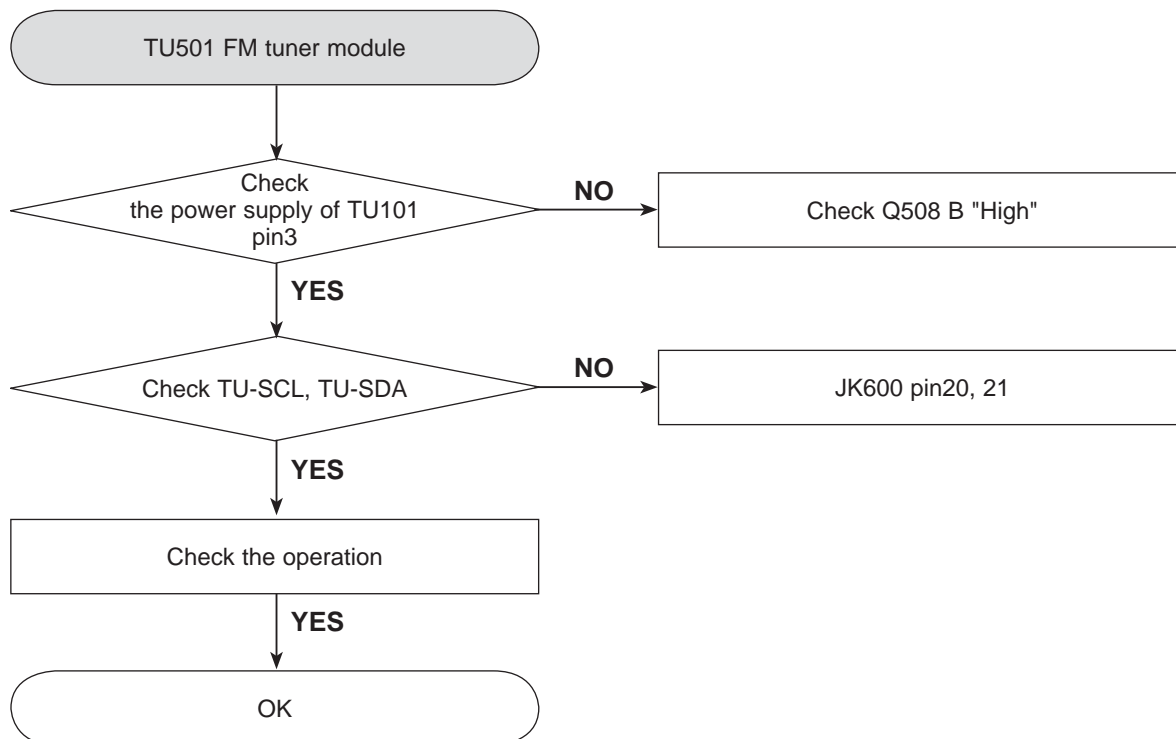 TU501 FM tuner module
Check
the power supply of TU101
pin3
NO
Check Q508 B "High"
YES
Check TU-SCL, TU-SDA
NO
JK600 pin20, 21
YES
Check the operation
YES
OK